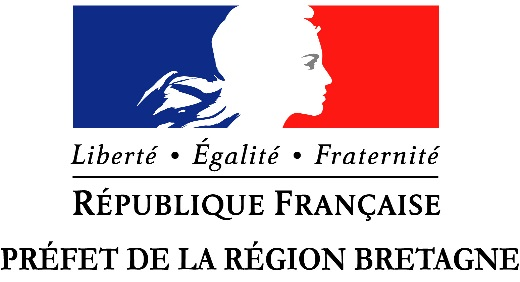 Liberté • Égalité • Fraternité
RÉPUBLIQUE FRANÇAISE
PRÉFET DE LA RÉGION BRETAGNE